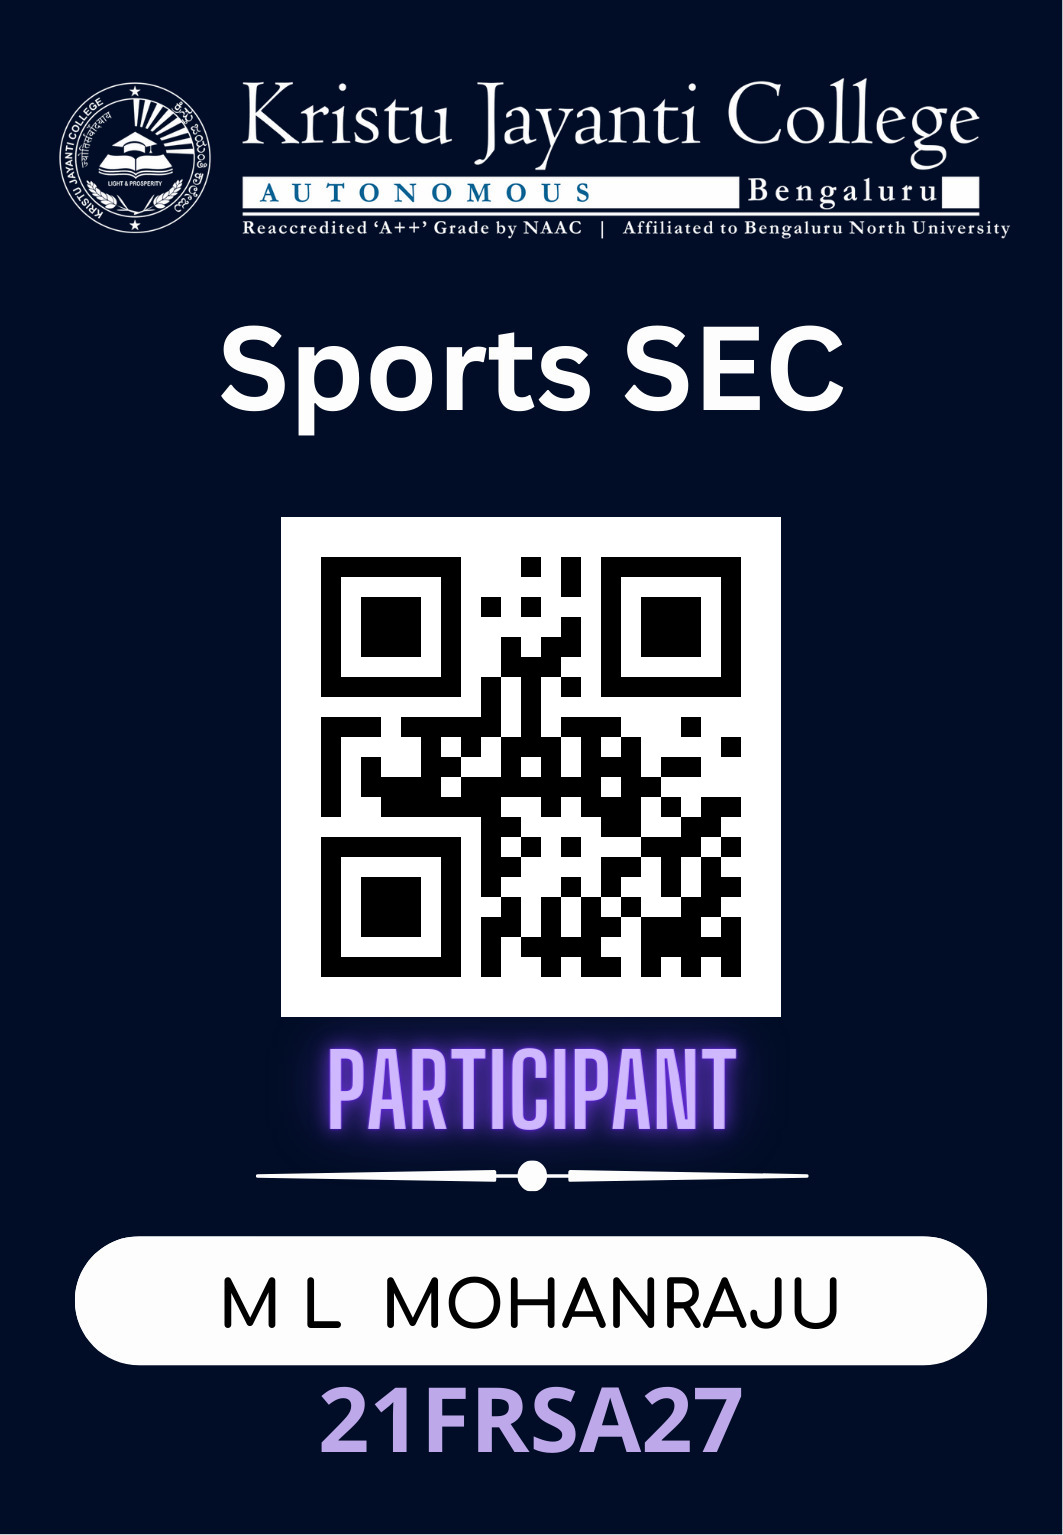 Kristu Jayanti College
AUTONOMOUS Bengaluru
Reaccredited ‘A++’ Grade by NAAC | Affiliated to Bengaluru North University
KRISTU JAYANTI COLLEGE
LIGHT & PROSPERITY
Sports SEC
PARTICIPANT
M L MOHANRAJU
21FRSA27